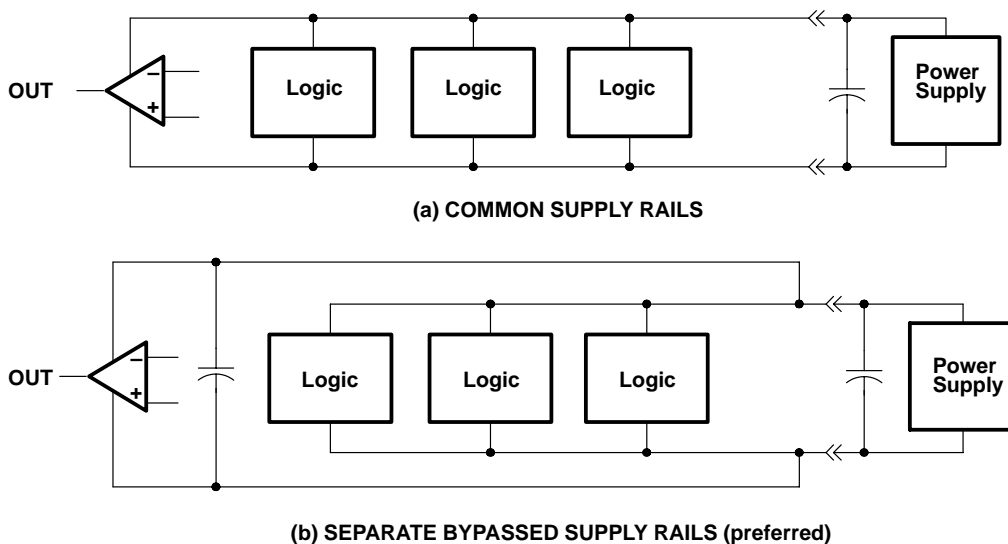 OUT
−
+
Logic
Logic
Logic
Power
Supply
(a) COMMON SUPPLY RAILS
OUT
−
+
Logic
Logic
Logic
Power
Supply
(b) SEPARATE BYPASSED SUPPLY RAILS (preferred)